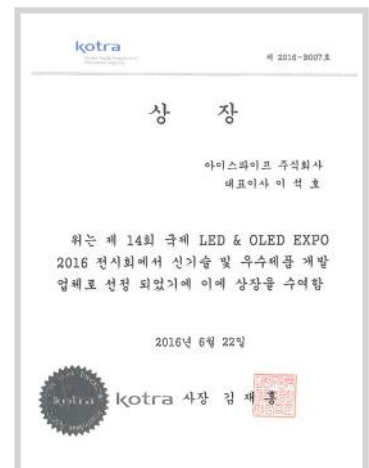 kotra
제 2016-B007호
상 장
아이스파이프 주식회사
대표이사 이 석 호
위는 제 14회 국제 LED & OLED EXPO
2016 전시회에서 신기술 및 우수제품 개발
업체로 선정 되었기에 이에 상장을 수여함
2016년 6월 22일
kotra 사장 김 재 홍